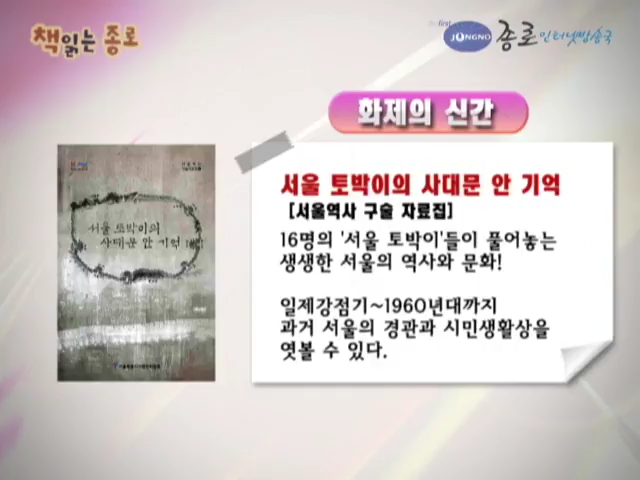 책읽는 종로
the first
JONGNO 종로 인터넷방송국
화제의 신간
서울 토박이의 사대문 안 기억
[서울역사 구술 자료집]
16명의 '서울 토박이'들이 풀어놓는
생생한 서울의 역사와 문화!
일제강점기~1960년대까지
과거 서울의 경관과 시민생활상을
엿볼 수 있다.
서울 토박이의
사대문 안 기억